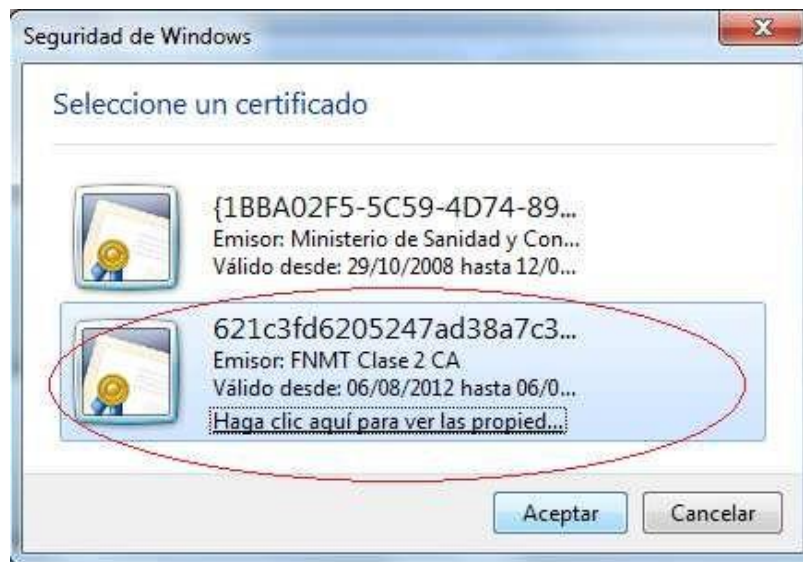 Seguridad de Windows
Seleccione un certificado
{1BBA02F5-5C59-4D74-89...
Emisor: Ministerio de Sanidad y Con...
Válido desde: 29/10/2008 hasta 12/0...
621c3fd6205247ad38a7c3...
Emisor: FNMT Clase 2 CA
Válido desde: 06/08/2012 hasta 06/0...
Haga clic aquí para ver las propied...
Aceptar Cancelar